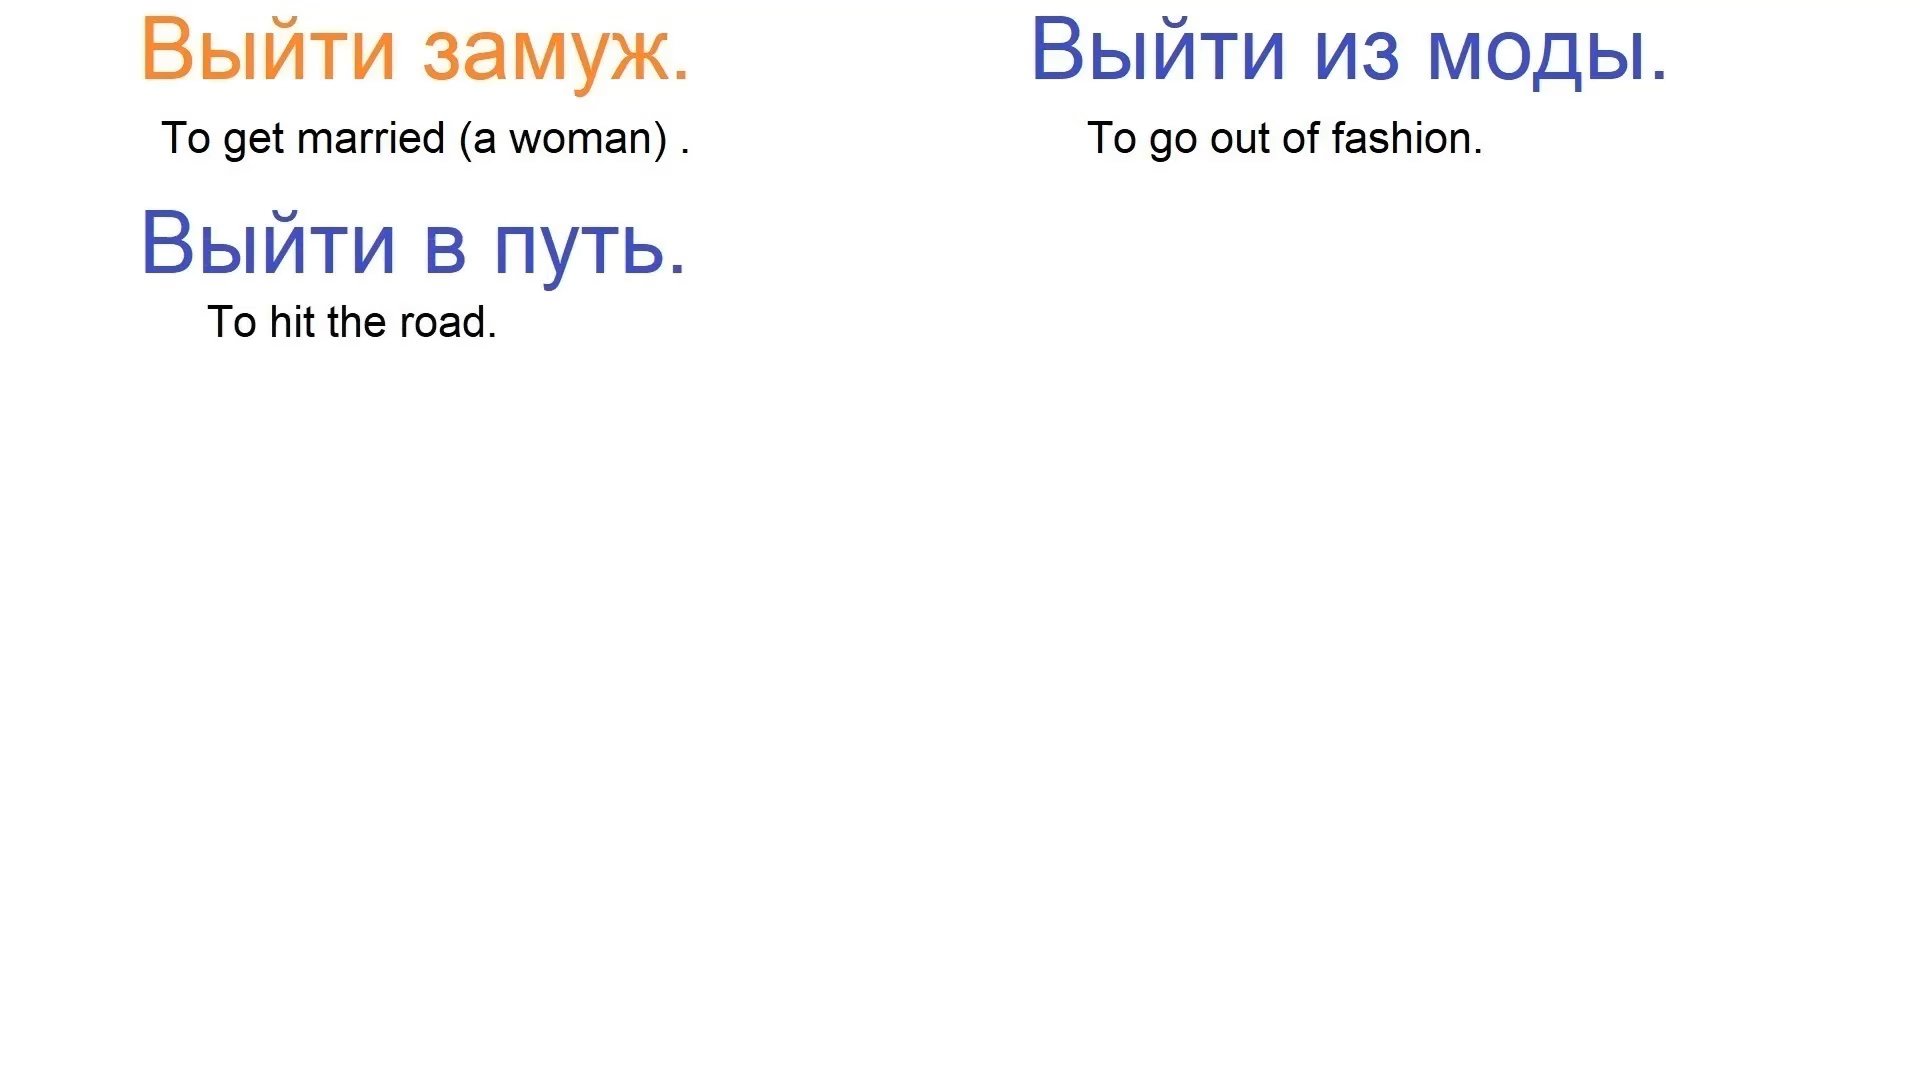 Выйти замуж.
To get married (a woman) .
Выйти из моды.
To go out of fashion.
Выйти в путь.
To hit the road.